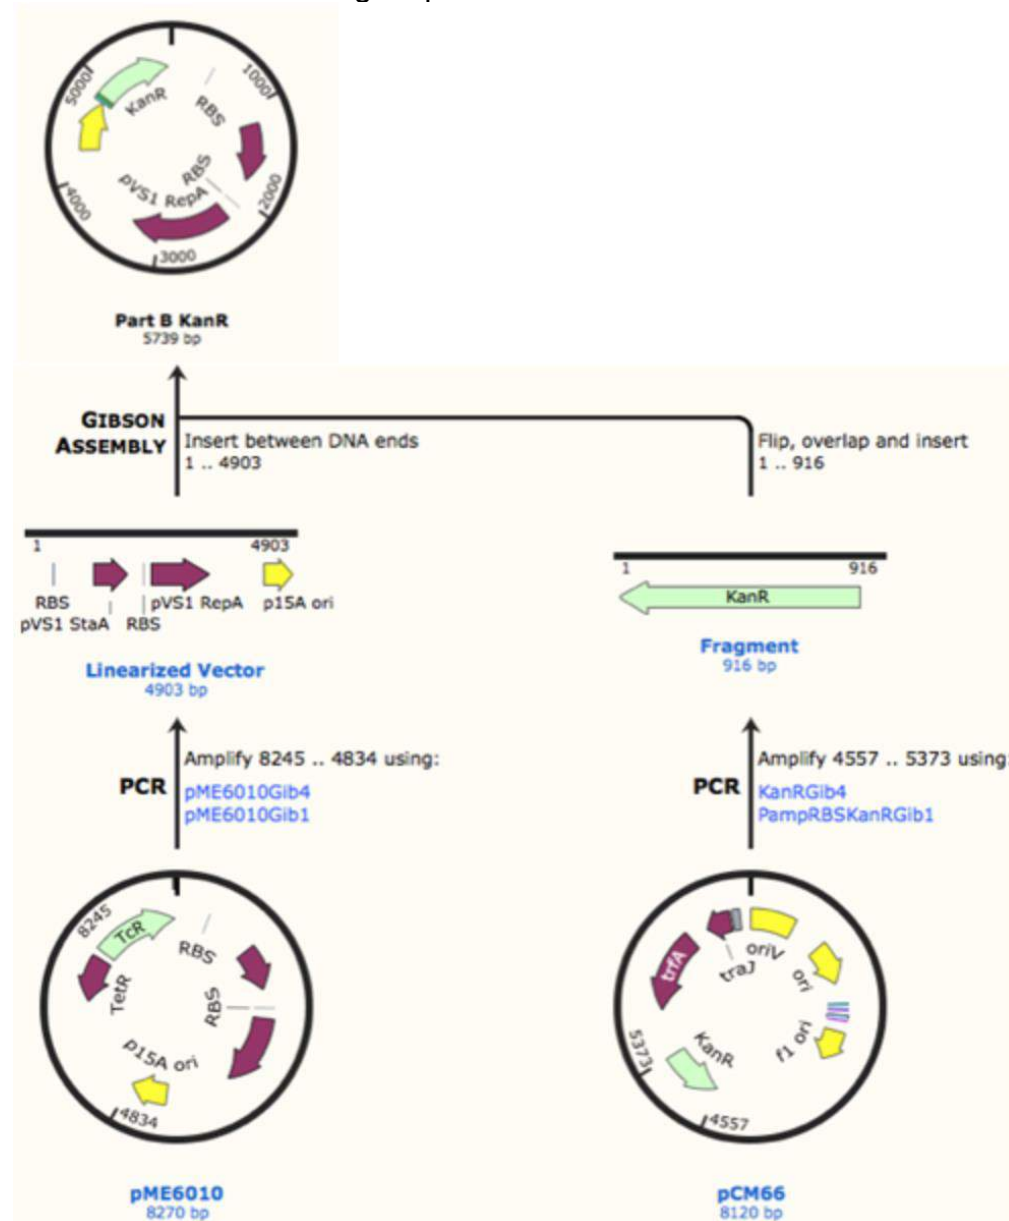 5000
1000
KanR
RBS
RBS
pVS1 RepA
4000
2000
3000
Part B KanR
5739 bp
GIBSON
ASSEMBLY
Insert between DNA ends
1 .. 4903
Flip, overlap and insert
1 .. 916
1
4903
RBS
pVS1 RepA
p15A ori
pVS1 StaA
RBS
Linearized Vector
4903 bp
1
916
KanR
Fragment
916 bp
PCR
Amplify 8245 .. 4834 using:
pME6010Gib4
pME6010Gib1
PCR
Amplify 4557 .. 5373 using:
KanRGib4
PampRBSKanRGib1
8245
TcR
RBS
TetR
RBS
p15A ori
4834
pME6010
8270 bp
trfA
traJ
oriV
ori
f1 ori
KanR
5373
4557
pCM66
8120 bp